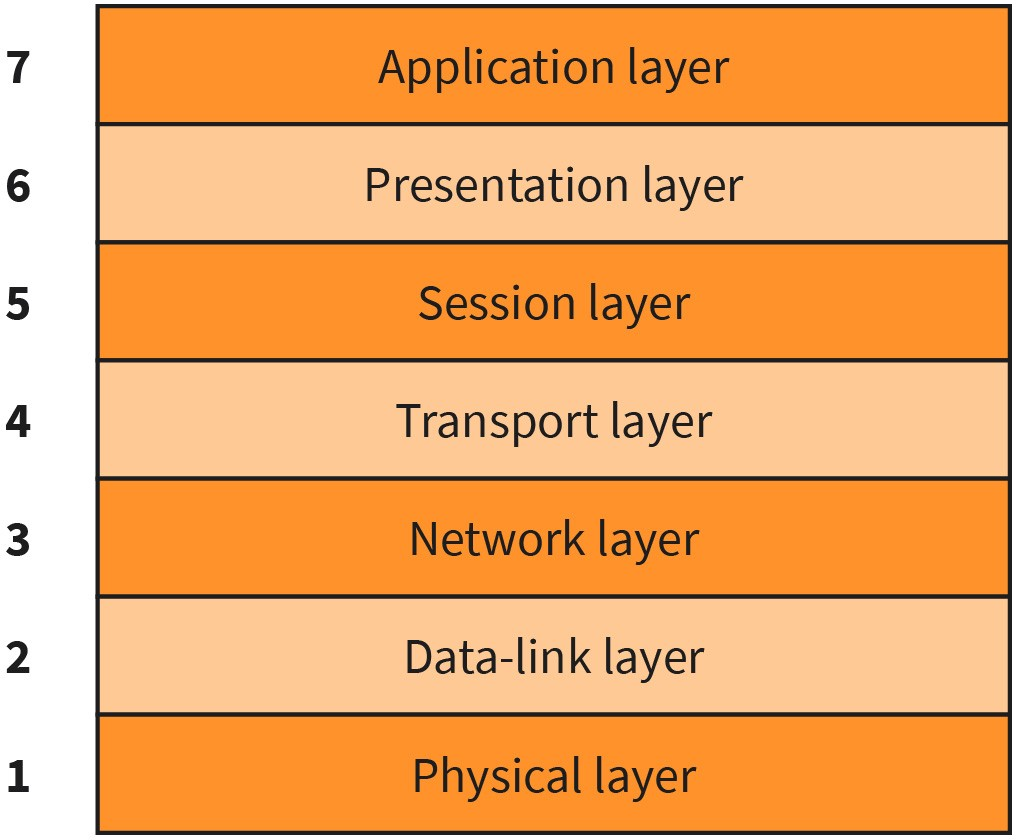 7 Application layer
6 Presentation layer
5 Session layer
4 Transport layer
3 Network layer
2 Data-link layer
1 Physical layer